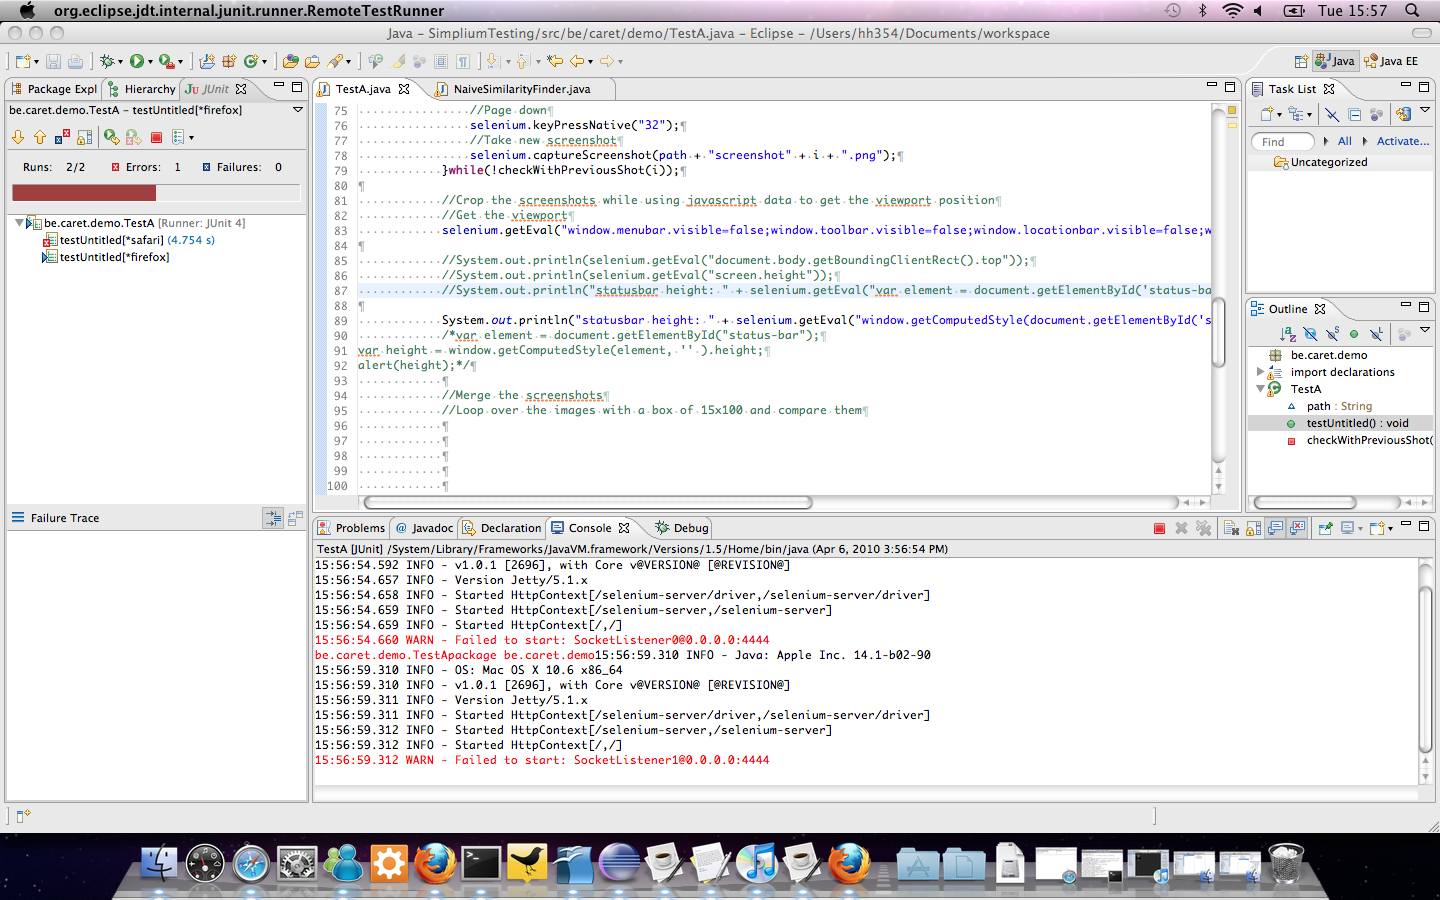 org.eclipse.jdt.internal.junit.runner.RemoteTestRunner
Tue 15:57
Java - SimpliumTesting/src/be/caret/demo/TestA.java - Eclipse - /Users/hh354/Documents/workspace
Java
Java EE
Package Expl
Hierarchy
JUnit
be.caret.demo.TestA - testUntitled[*firefox]
Runs: 2/2
Errors: 1
Failures: 0
be.caret.demo.TestA [Runner: JUnit 4]
testUntitled[*safari] (4.754 s)
testUntitled[*firefox]
Failure Trace
TestA.java
NaiveSimilarityFinder.java
75 //Page down
76 selenium.keyPressNative("32");
77 //Take new screenshot
78 selenium.captureScreenshot(path + "screenshot" + i + ".png");
79 }while(!checkWithPreviousShot(i));
80
81 //Crop the screenshots while using javascript data to get the viewport position
82 //Get the viewport
83 selenium.getEval("window.menubar.visible=false;window.toolbar.visible=false;window.locationbar.visible=false;w
84
85 //System.out.println(selenium.getEval("document.body.getBoundingClientRect().top"));
86 //System.out.println(selenium.getEval("screen.height"));
87 //System.out.println("statusbar height: " + selenium.getEval("var element = document.getElementById('status-ba
88
89 System.out.println("statusbar height: " + selenium.getEval("window.getComputedStyle(document.getElementById('s
90 /*var element = document.getElementById("status-bar");
91 var height = window.getComputedStyle(element, '' ).height;
92 alert(height);*/
93
94 //Merge the screenshots
95 //Loop over the images with a box of 15x100 and compare them
96
97
98
99
100
Task List
Find
All
Activate...
Uncategorized
Outline
be.caret.demo
import declarations
TestA
path : String
testUntitled() : void
checkWithPreviousShot(
Problems
@ Javadoc
Declaration
Console
Debug
TestA [JUnit] /System/Library/Frameworks/JavaVM.framework/Versions/1.5/Home/bin/java (Apr 6, 2010 3:56:54 PM)
15:56:54.592 INFO - v1.0.1 [2696], with Core v@VERSION@ [@REVISION@]
15:56:54.657 INFO - Version Jetty/5.1.x
15:56:54.658 INFO - Started HttpContext[/selenium-server/driver,/selenium-server/driver]
15:56:54.659 INFO - Started HttpContext[/selenium-server,/selenium-server]
15:56:54.659 INFO - Started HttpContext[/,/]
15:56:54.660 WARN - Failed to start: SocketListener0@0.0.0.0:4444
be.caret.demo.TestApackage be.caret.demo15:56:59.310 INFO - Java: Apple Inc. 14.1-b02-90
15:56:59.310 INFO - OS: Mac OS X 10.6 x86_64
15:56:59.310 INFO - v1.0.1 [2696], with Core v@VERSION@ [@REVISION@]
15:56:59.311 INFO - Version Jetty/5.1.x
15:56:59.311 INFO - Started HttpContext[/selenium-server/driver,/selenium-server/driver]
15:56:59.312 INFO - Started HttpContext[/selenium-server,/selenium-server]
15:56:59.312 INFO - Started HttpContext[/,/]
15:56:59.312 WARN - Failed to start: SocketListener1@0.0.0.0:4444